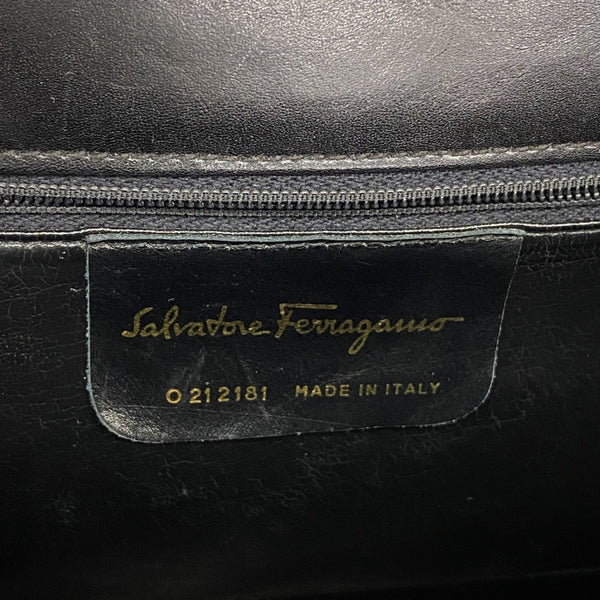 Salvatore Ferragamo
O 21 2181 MADE IN ITALY